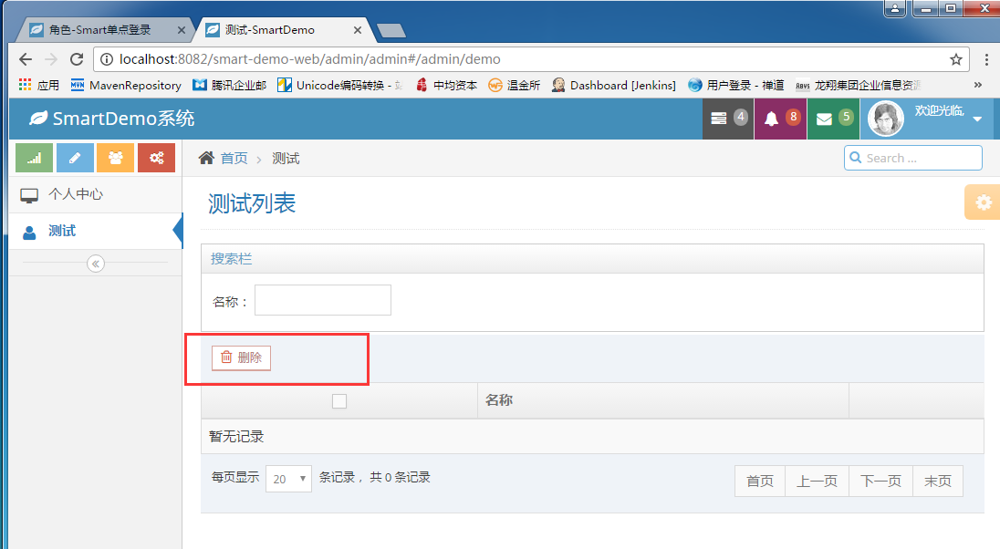 角色-Smart单点登录
测试-SmartDemo
localhost:8082/smart-demo-web/admin/admin#/admin/demo
应用 MavenRepository 腾讯企业邮 Unicode编码转换 - 中均资本 温金所 Dashboard [Jenkins] 用户登录 - 禅道 龙翔集团企业信息资
SmartDemo系统
4
8
5
欢迎光临,
首页
测试
Search ...
个人中心
测试
测试列表
搜索栏
名称：
删除
名称
暂无记录
每页显示 20 条记录 ，共 0 条记录
首页 上一页 下一页 末页